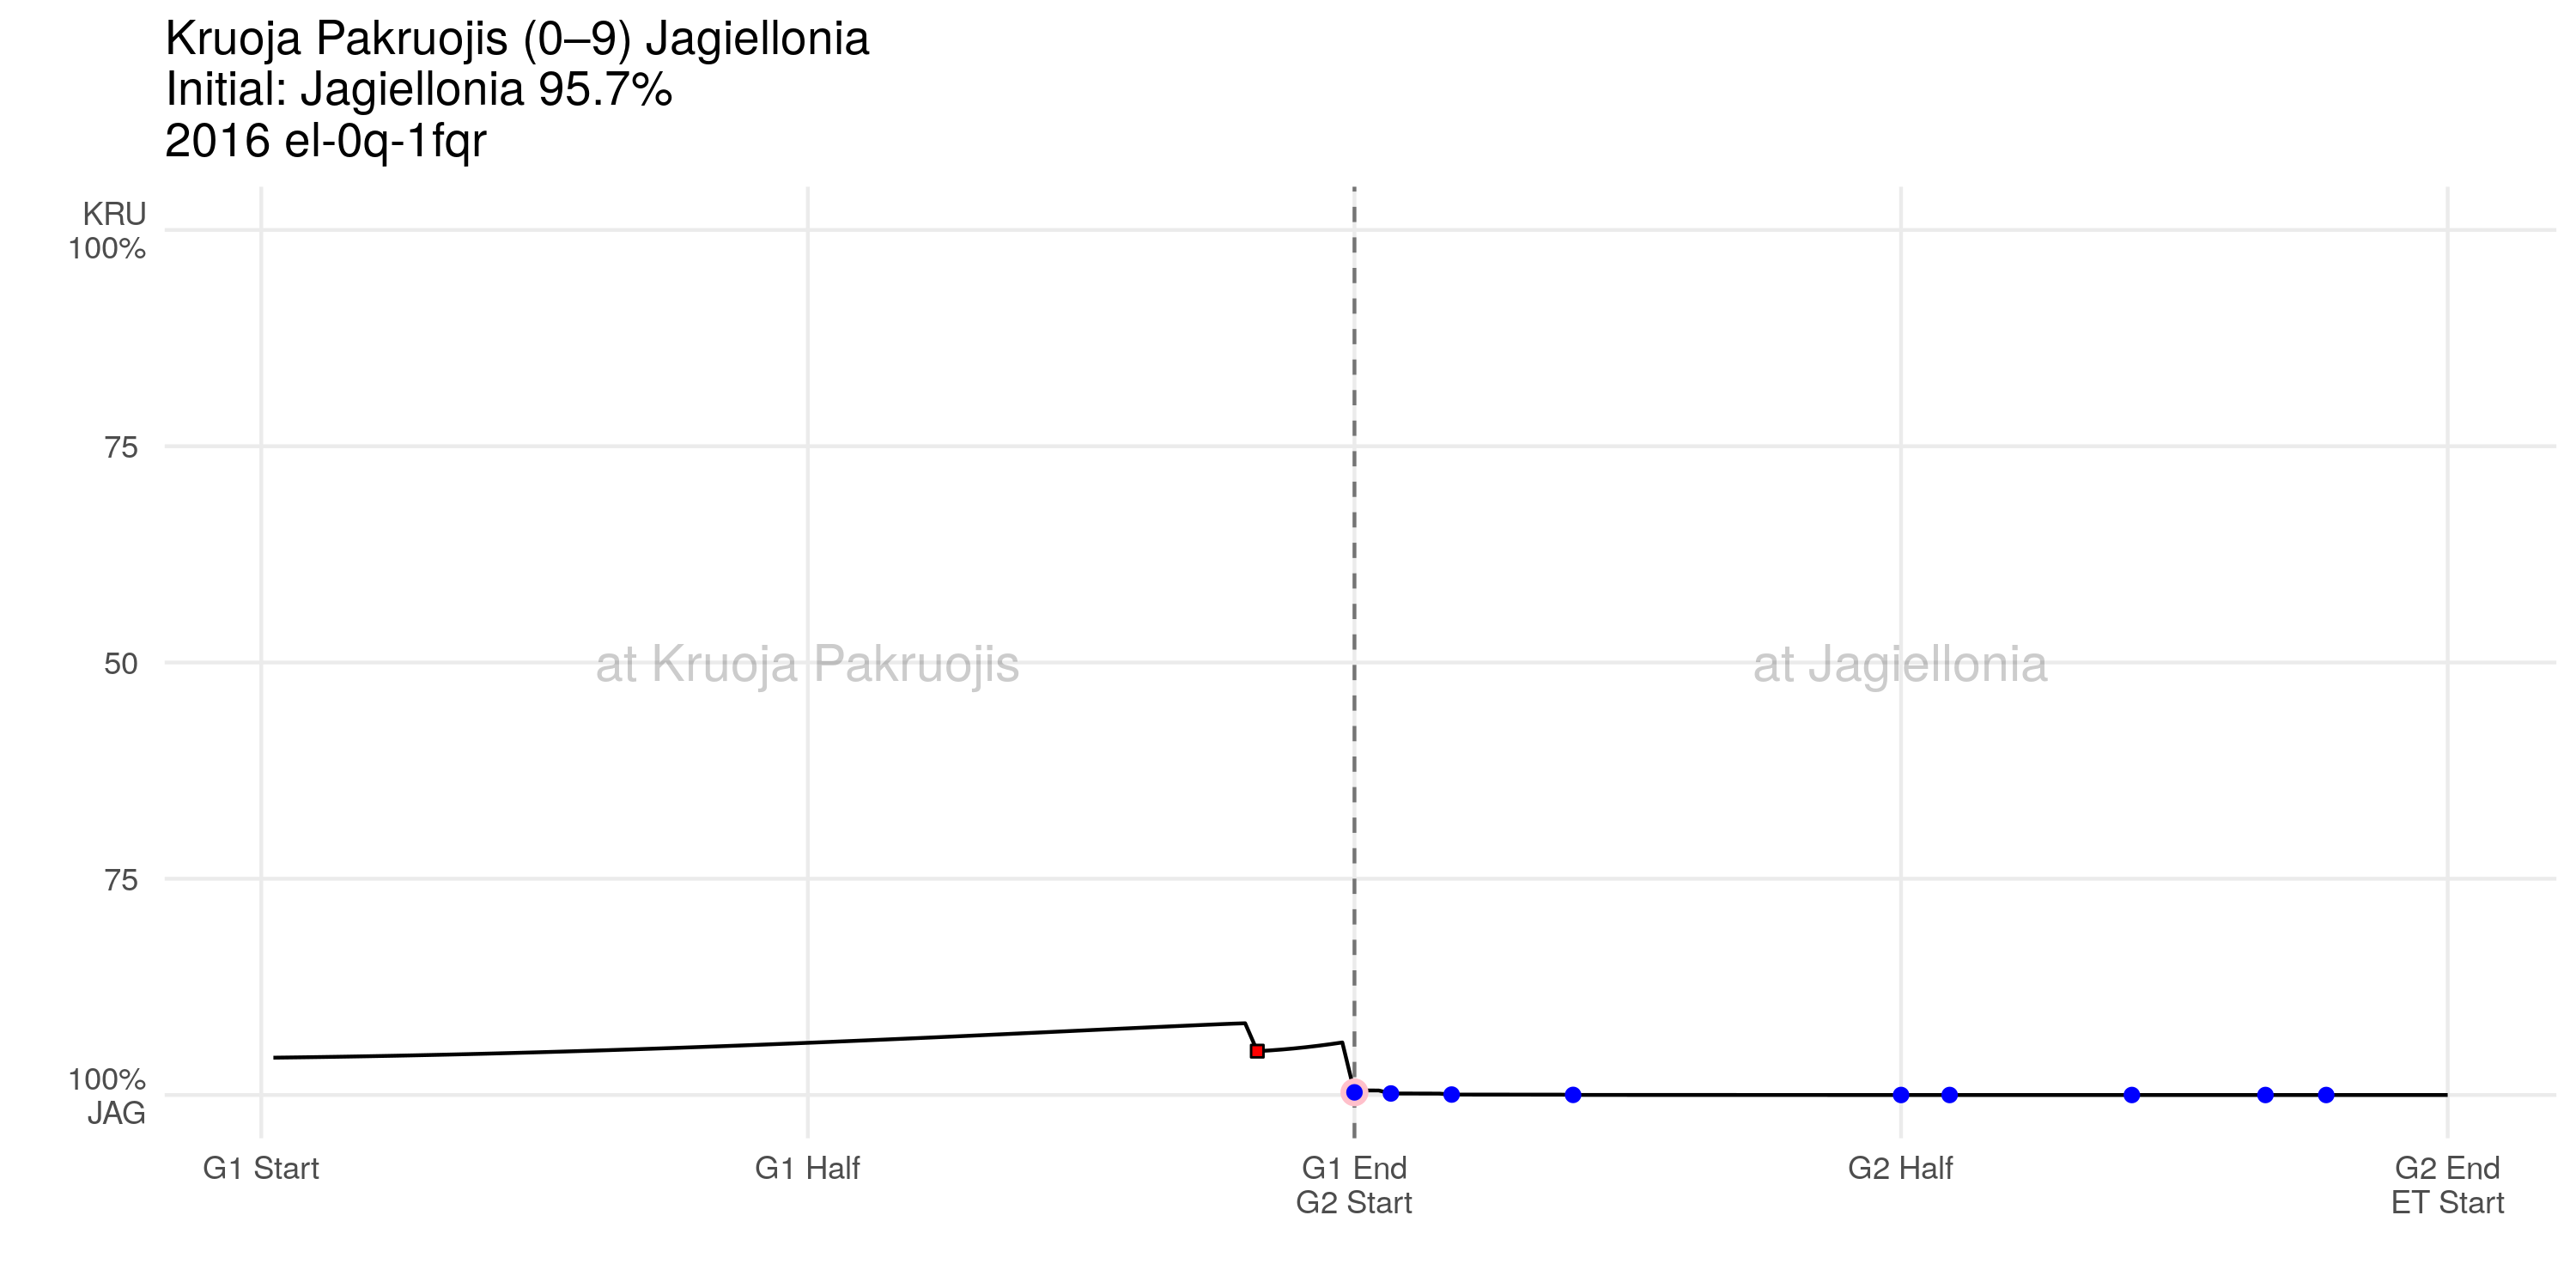 Kruoja Pakruojis (0–9) Jagiellonia
Initial: Jagiellonia 95.7%
2016 el-0q-1fqr
KRU
100%
75
50
75
100%
JAG
at Kruoja Pakruojis
at Jagiellonia
G1 Start
G1 Half
G1 End
G2 Start
G2 Half
G2 End
ET Start